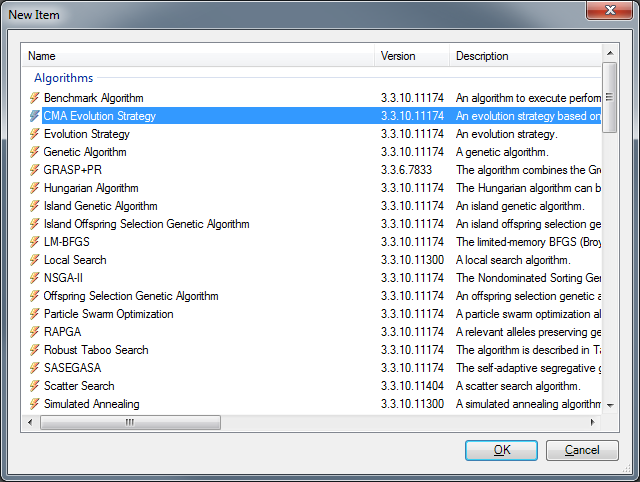 New Item
Name Version Description
Algorithms
Benchmark Algorithm 3.3.10.11174 An algorithm to execute perfom
CMA Evolution Strategy 3.3.10.11174 An evolution strategy based on
Evolution Strategy 3.3.10.11174 An evolution strategy.
Genetic Algorithm 3.3.10.11174 A genetic algorithm.
GRASP+PR 3.3.6.7833 The algorithm combines the Gre
Hungarian Algorithm 3.3.10.11174 The Hungarian algorithm can b
Island Genetic Algorithm 3.3.10.11174 An island genetic algorithm.
Island Offspring Selection Genetic Algorithm 3.3.10.11174 An island offspring selection ge
LM-BFGS 3.3.10.11174 The limited-memory BFGS (Broy
Local Search 3.3.10.11300 A local search algorithm.
NSGA-II 3.3.10.11174 The Nondominated Sorting Gen
Offspring Selection Genetic Algorithm 3.3.10.11174 An offspring selection genetic a
Particle Swarm Optimization 3.3.10.11174 A particle swarm optimization al
RAPGA 3.3.10.11174 A relevant alleles preserving ge
Robust Taboo Search 3.3.10.11174 The algorithm is described in Ta
SASEGASA 3.3.10.11174 The self-adaptive segregative g
Scatter Search 3.3.10.11404 A scatter search algorithm.
Simulated Annealing 3.3.10.11300 A simulated annealing algorithm
OK Cancel